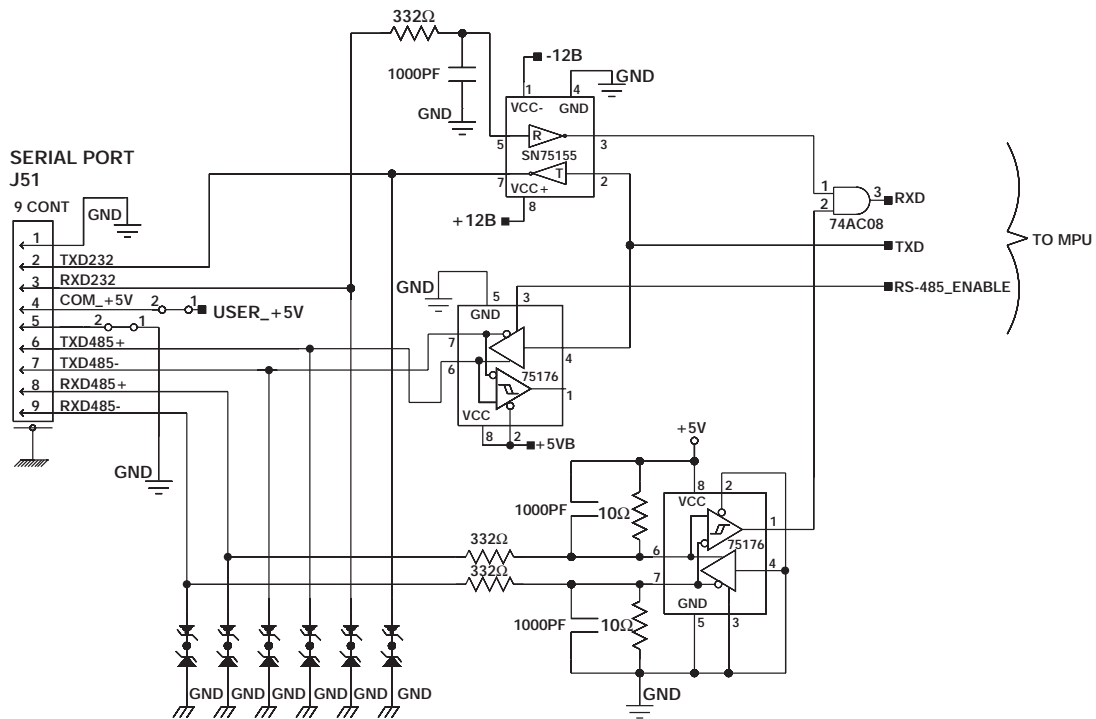 332Ω
1000PF
GND
-12B
GND
1
4
VCC-
GND
R
5
3
SN75155
T
7
2
VCC+
8
+12B
SERIAL PORT
J51
9 CONT
GND
1
2 TXD232
3 RXD232
4 COM_+5V 2 1 USER_+5V
5 2 1
6 TXD485+
7 TXD485-
8 RXD485+
9 RXD485-
GND
1
2
3
RXD
74AC08
TXD
RS-485_ENABLE
TO MPU
GND
5
3
GND
7
4
6
75176
1
VCC
8
2
+5VB
+5V
8
2
VCC
1000PF
10Ω
1
332Ω
6
75176
332Ω
7
4
GND
1000PF
10Ω
5
3
GND
GND
GND
GND
GND
GND
GND